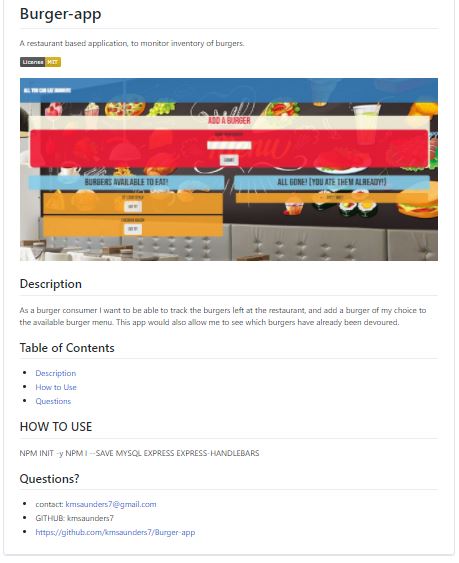 Burger-app
A restaurant based application, to monitor inventory of burgers.
License MIT
ALL YOU CAN EAT BURGERS
ADD A BURGER
SUBMIT
BURGERS AVAILABLE TO EAT!
ALL GONE! (YOU ATE THEM ALREADY!)
Description
As a burger consumer I want to be able to track the burgers left at the restaurant, and add a burger of my choice to
the available burger menu. This app would also allow me to see which burgers have already been devoured.
Table of Contents
Description
How to Use
Questions
HOW TO USE
NPM INIT -y NPM I --SAVE MYSQL EXPRESS EXPRESS-HANDLEBARS
Questions?
contact: kmsaunders7@gmail.com
GITHUB: kmsaunders7
https://github.com/kmsaunders7/Burger-app